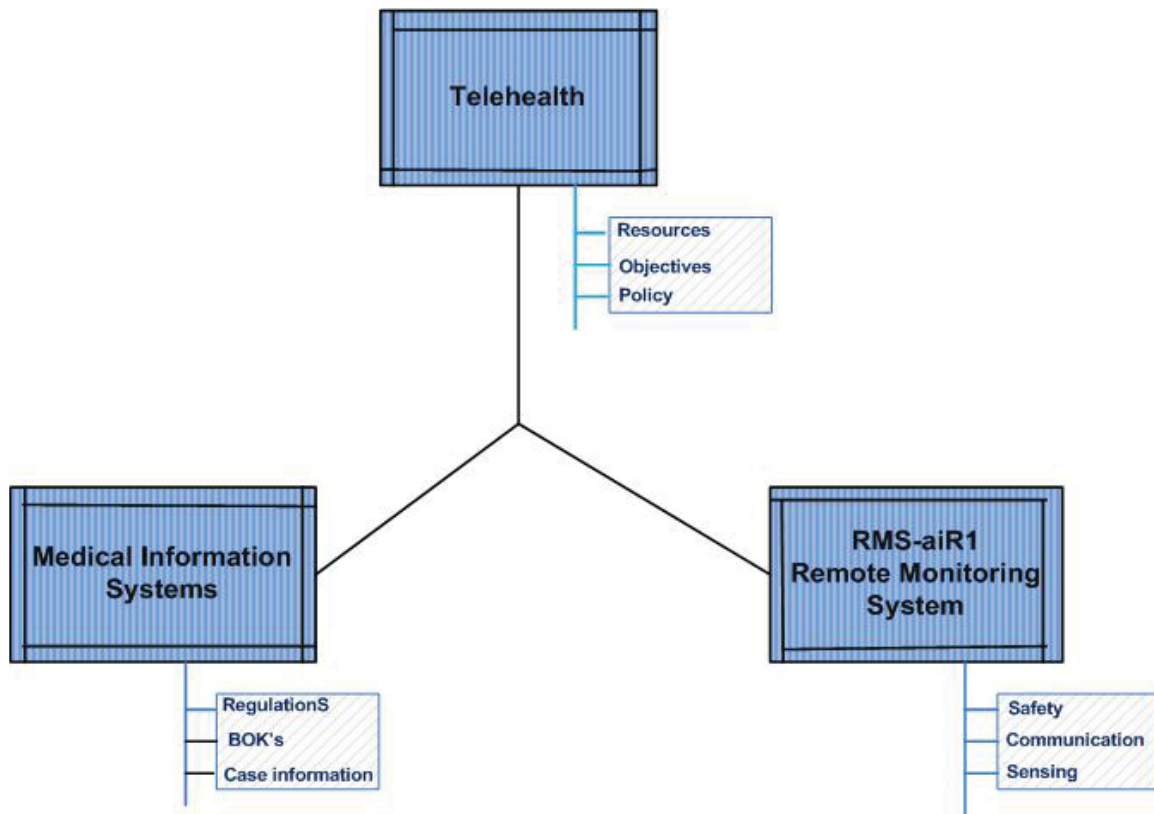 Telehealth
Resources
Objectives
Policy
Medical Information
Systems
RegulationS
BOK's
Case information
RMS-aiR1
Remote Monitoring
System
Safety
Communication
Sensing